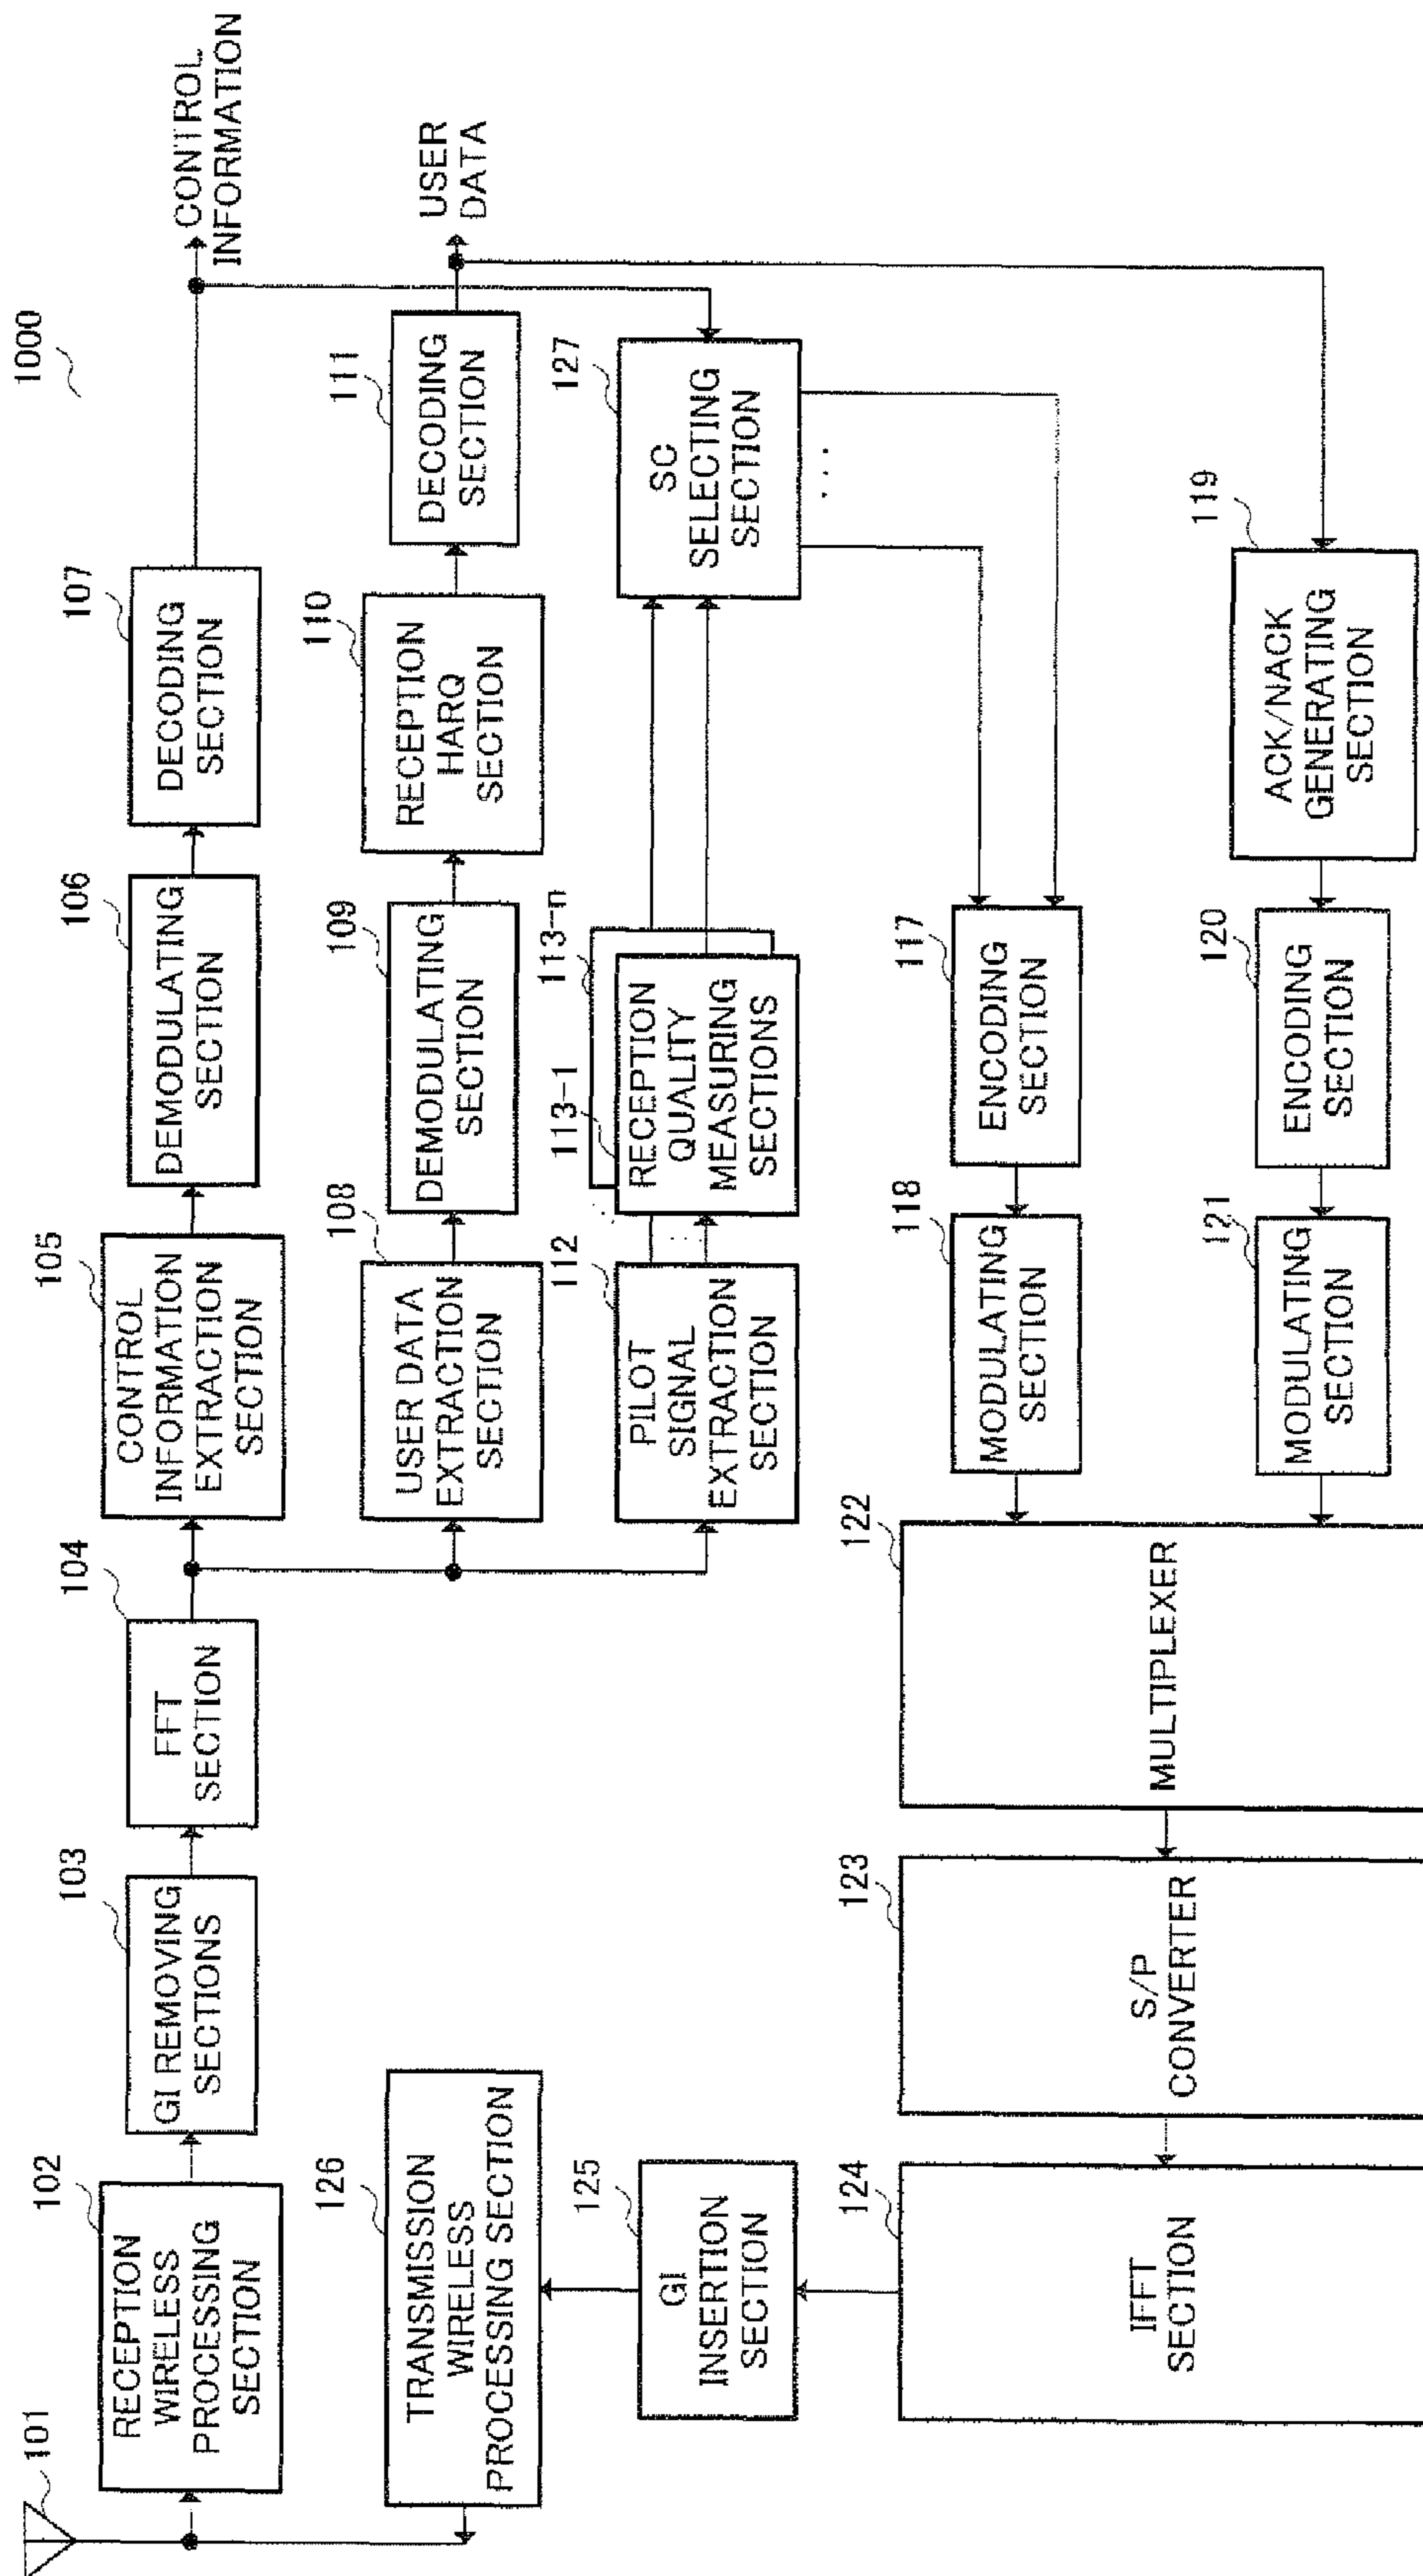 1000
101
102
RECEPTION
WIRELESS
PROCESSING
SECTION
103
GI REMOVING
SECTIONS
104
FFT
SECTION
105
CONTROL
INFORMATION
EXTRACTION
SECTION
106
DEMODULATING
SECTION
107
DECODING
SECTION
CONTROL
INFORMATION
108
USER DATA
EXTRACTION
SECTION
109
DEMODULATING
SECTION
110
RECEPTION
HARQ
SECTION
111
DECODING
SECTION
USER
DATA
112
PILOT
SIGNAL
EXTRACTION
SECTION
113-1
113-n
RECEPTION
QUALITY
MEASURING
SECTIONS
127
SC
SELECTING
SECTION
126
TRANSMISSION
WIRELESS
PROCESSING SECTION
125
GI
INSERTION
SECTION
124
IFFT
SECTION
123
S/P
CONVERTER
122
MULTIPLEXER
118
MODULATING
SECTION
117
ENCODING
SECTION
121
MODULATING
SECTION
120
ENCODING
SECTION
119
ACK/NACK
GENERATING
SECTION